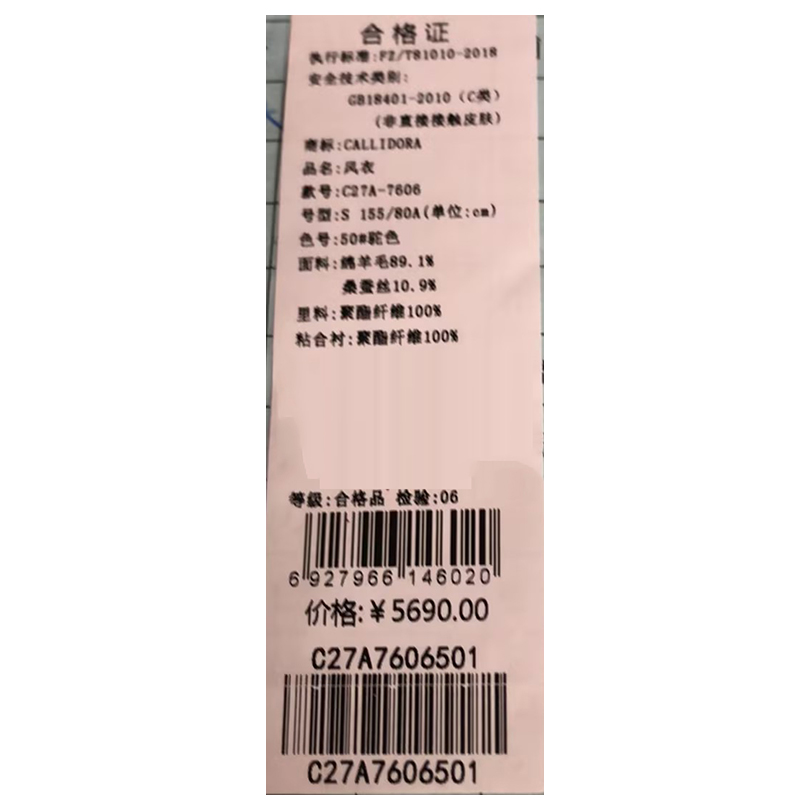 合格证
执行标准:FZ/T81010-2018
安全技术类别:
GB18401-2010（C类）
(非直接接触皮肤)
商标:CALLIDORA
品名:风衣
款号:C27A-7606
号型:S 155/80A(单位:cm)
色号:50#驼色
面料:绵羊毛89.1%
桑蚕丝10.9%
里料:聚酯纤维100%
粘合衬:聚酯纤维100%
等级:合格品 检验:06
6 927966 146020
价格:￥5690.00
C27A7606501
C27A7606501